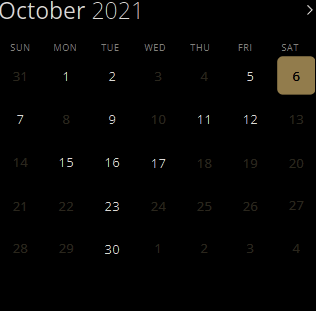 October 2021 >
SUN MON TUE WED THU FRI SAT
31 1 2 3 4 5 6
7 8 9 10 11 12 13
14 15 16 17 18 19 20
21 22 23 24 25 26 27
28 29 30 1 2 3 4